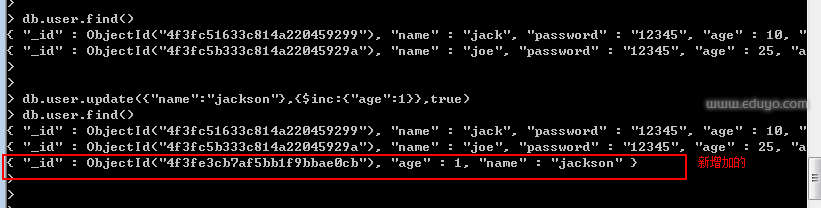 >
> db.user.find()
{ "_id" : ObjectId("4f3fc51633c814a220459299"), "name" : "jack", "password" : "12345", "age" : 10, "
{ "_id" : ObjectId("4f3fc5b333c814a22045929a"), "name" : "joe", "password" : "12345", "age" : 25, "a
>
>
> db.user.update({"name":"jackson"},{$inc:{"age":1}},true)
> db.user.find()
www.eduyo.com
{ "_id" : ObjectId("4f3fc51633c814a220459299"), "name" : "jack", "password" : "12345", "age" : 10, "
{ "_id" : ObjectId("4f3fc5b333c814a22045929a"), "name" : "joe", "password" : "12345", "age" : 25, "a
{ "_id" : ObjectId("4f3fe3cb7af5bb1f9bbae0cb"), "age" : 1, "name" : "jackson" }
新增加的
>
>